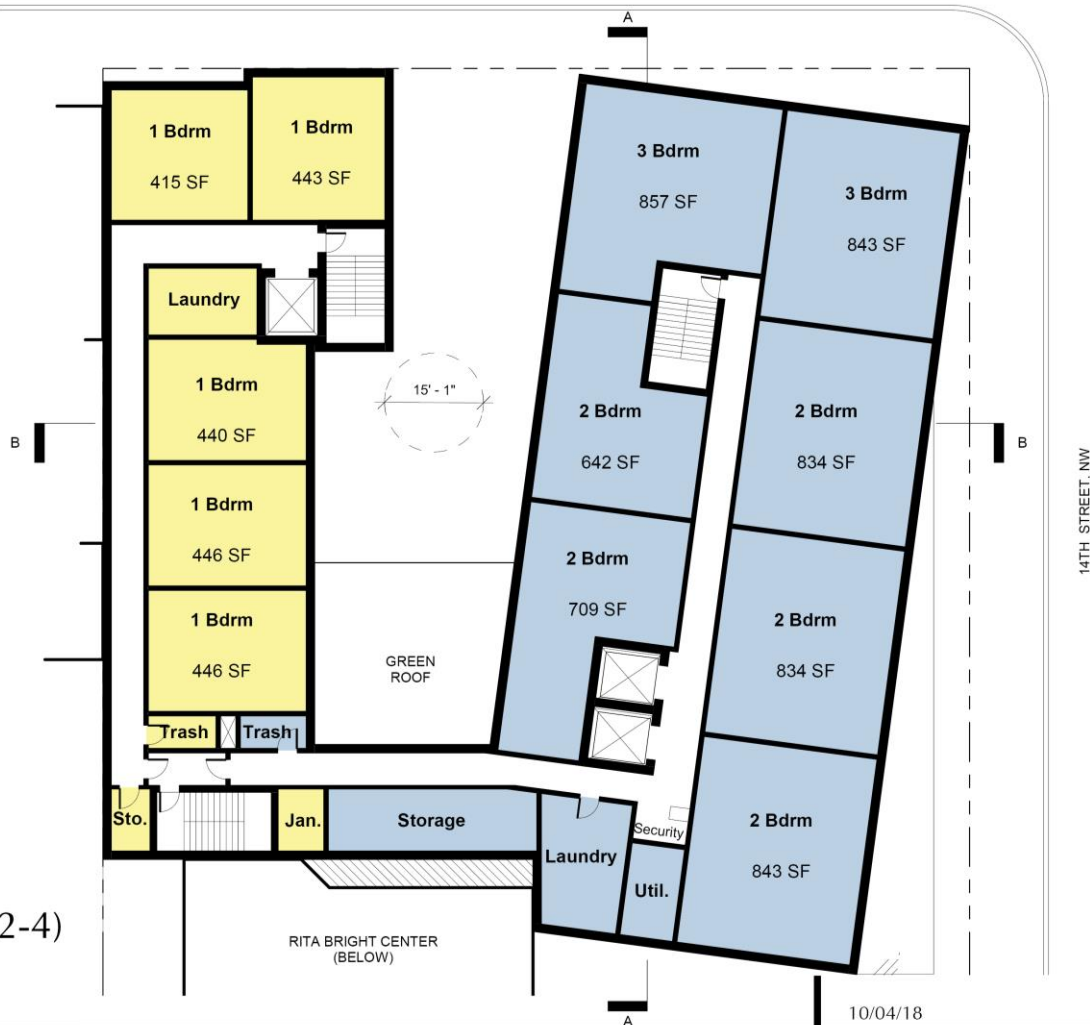 A
1 Bdrm
415 SF
1 Bdrm
443 SF
3 Bdrm
857 SF
3 Bdrm
843 SF
Laundry
1 Bdrm
440 SF
15' - 1"
2 Bdrm
642 SF
2 Bdrm
834 SF
B
B
14TH STREET, NW
1 Bdrm
446 SF
2 Bdrm
709 SF
1 Bdrm
446 SF
GREEN
ROOF
2 Bdrm
834 SF
Trash
Trash
Sto.
Jan.
Storage
Laundry
Security
Util.
2 Bdrm
843 SF
2-4)
RITA BRIGHT CENTER
(BELOW)
A
10/04/18